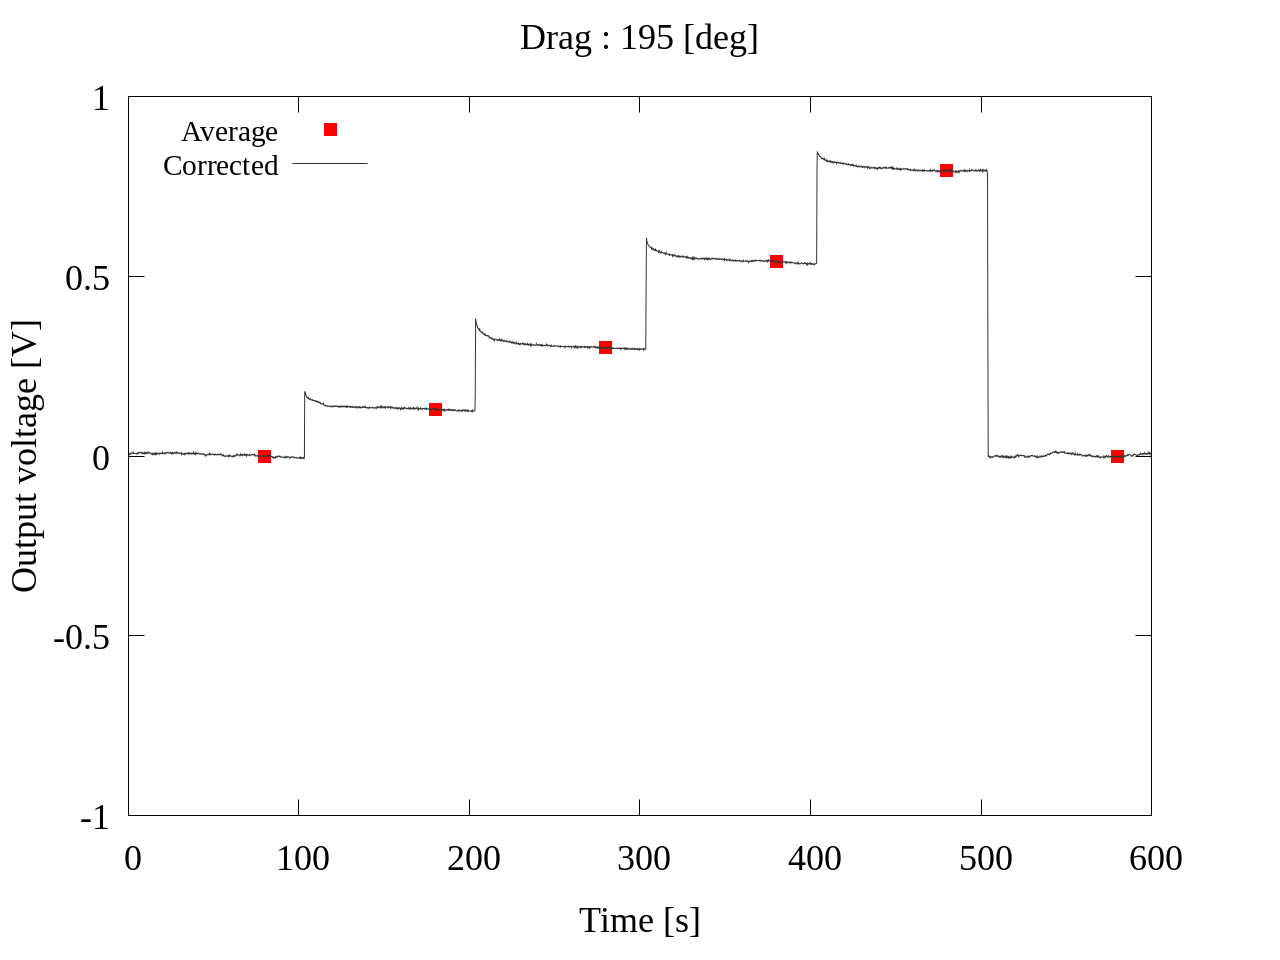 Drag : 195 [deg]
Average
Corrected
1
0.5
0
-0.5
-1
Output voltage [V]
0 100 200 300 400 500 600
Time [s]